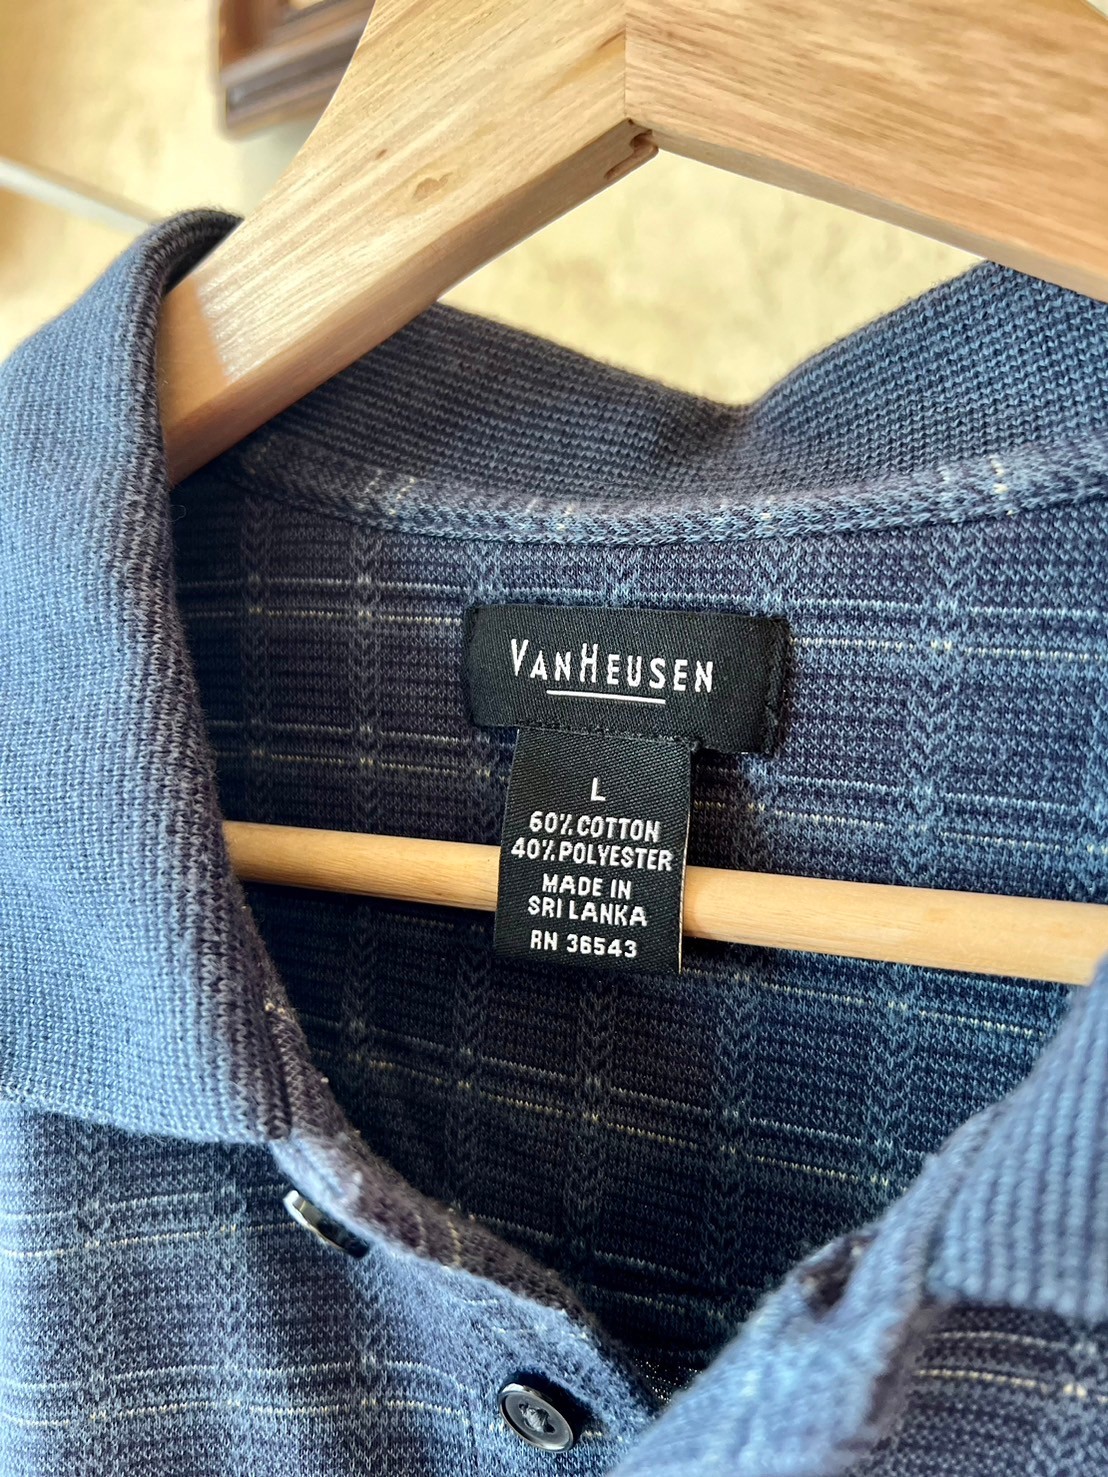 VANHEUSEN
L
60% COTTON
40% POLYESTER
MADE IN
SRI LANKA
RN 36543